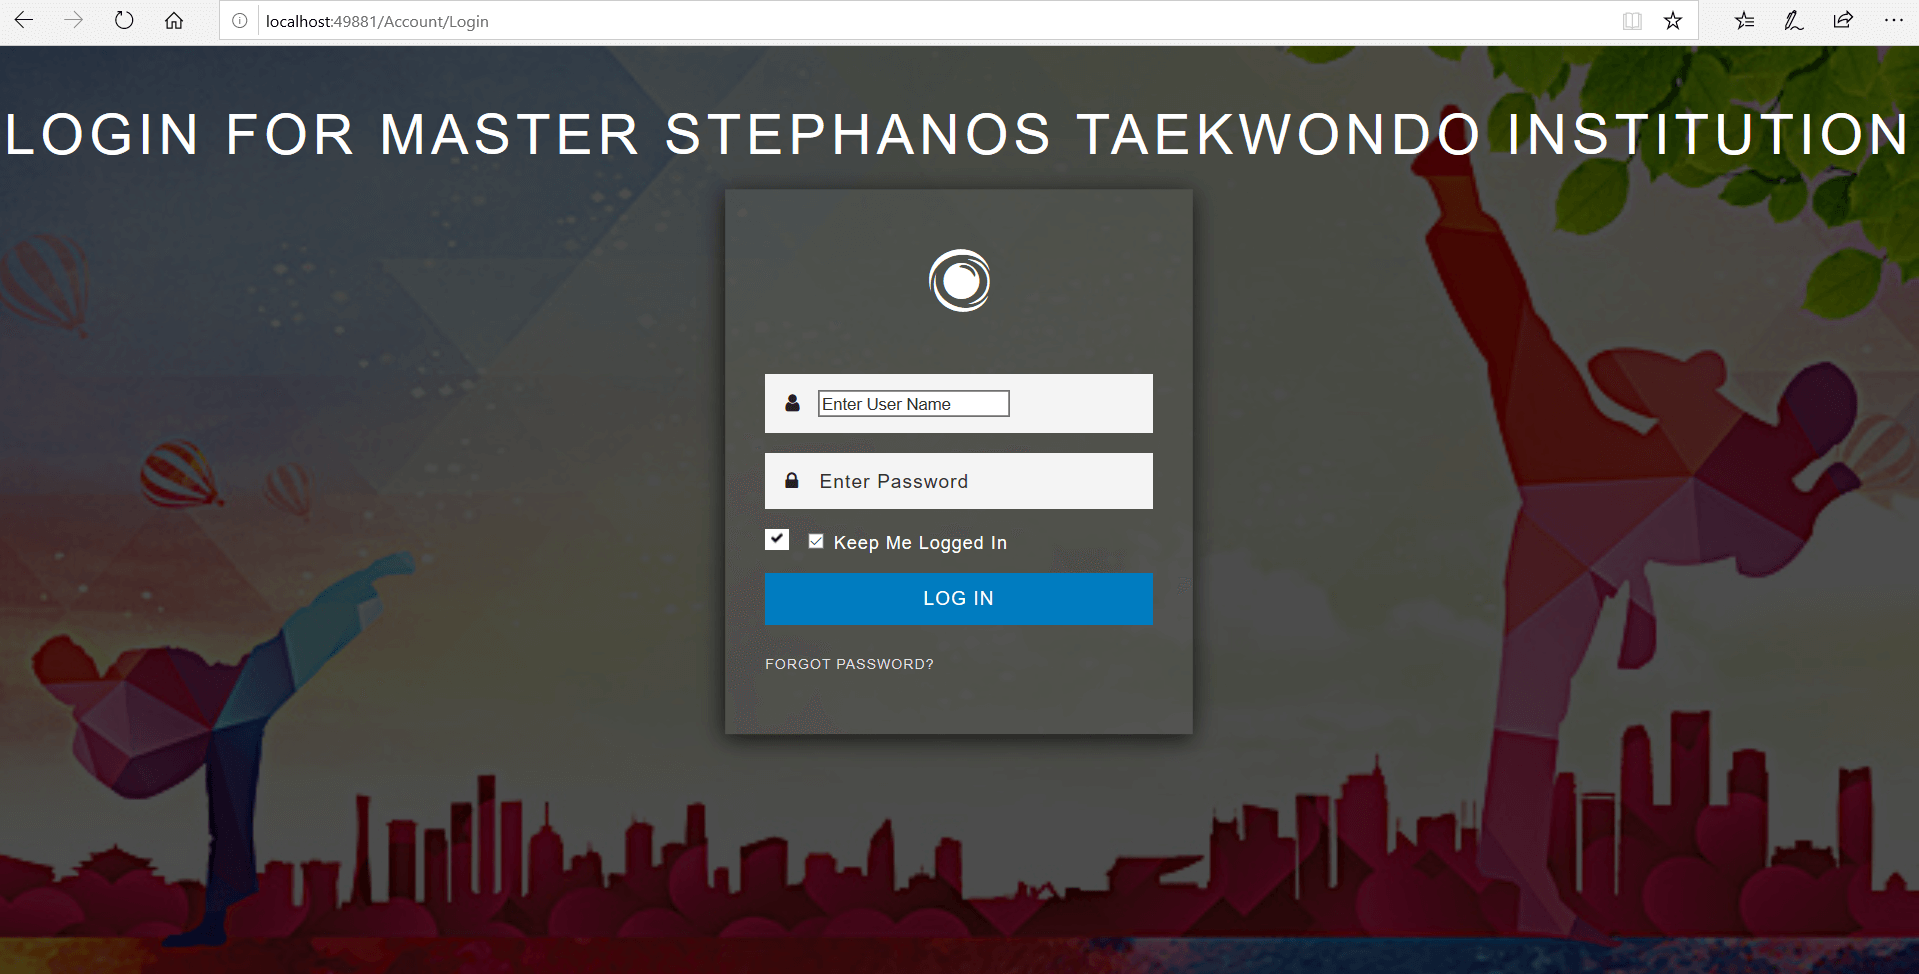 localhost:49881/Account/Login
LOGIN FOR MASTER STEPHANOS TAEKWONDO INSTITUTION
Enter User Name
Enter Password
Keep Me Logged In
LOG IN
FORGOT PASSWORD?